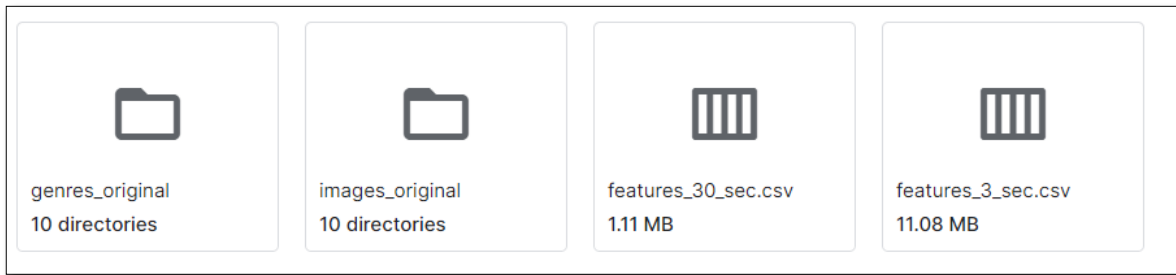 genres_original
10 directories
images_original
10 directories
features_30_sec.csv
1.11 MB
features_3_sec.csv
11.08 MB